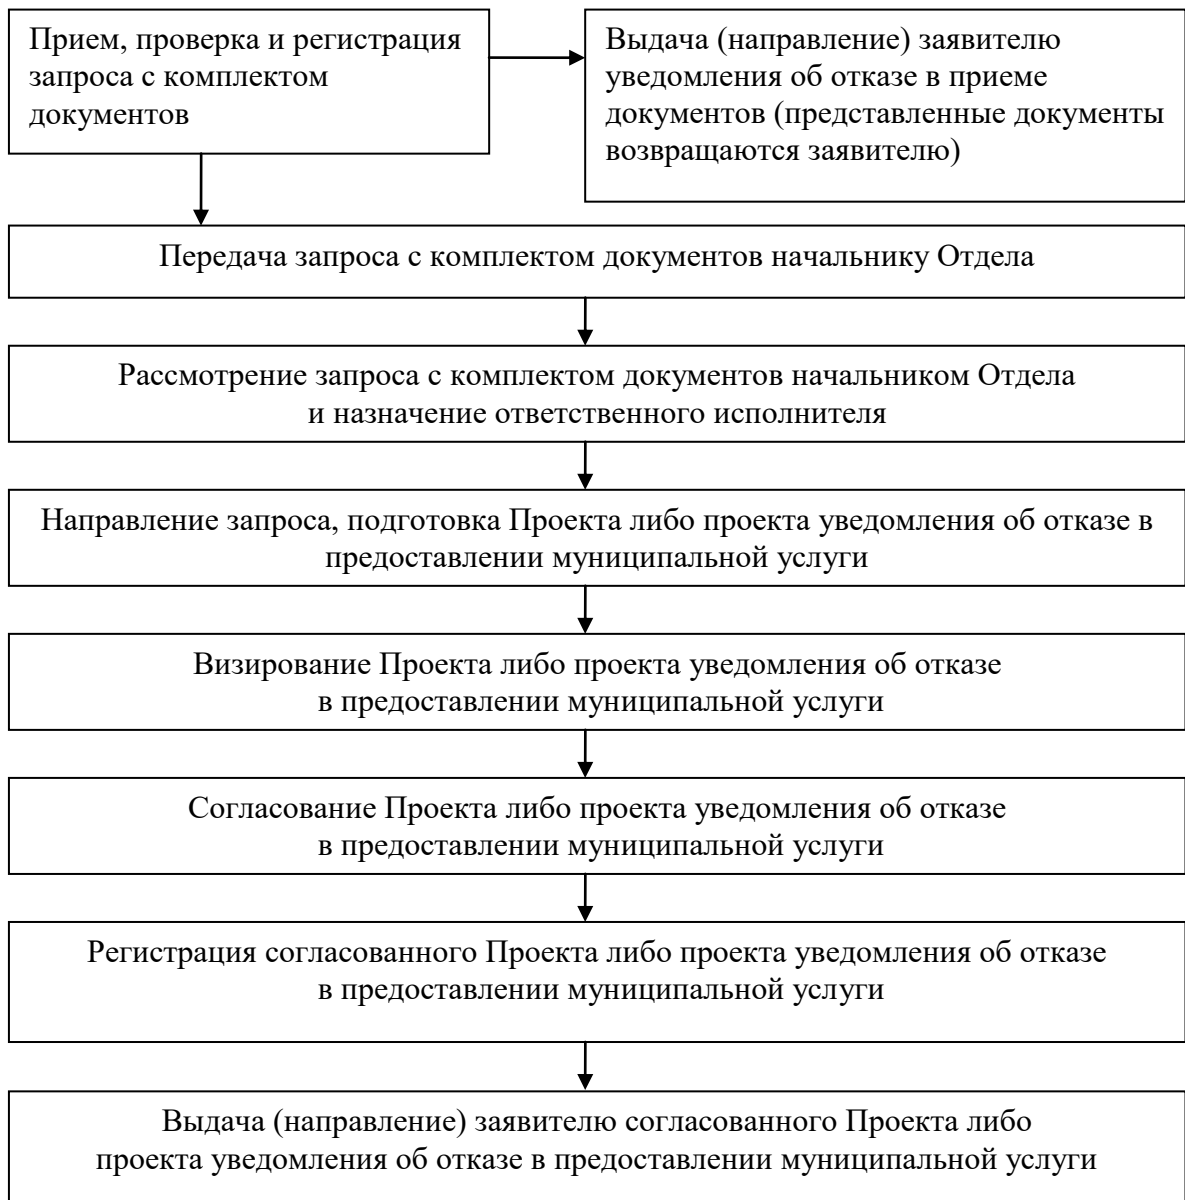 Прием, проверка и регистрация
запроса с комплектом
документов
Выдача (направление) заявителю
уведомления об отказе в приеме
документов (представленные документы
возвращаются заявителю)
Передача запроса с комплектом документов начальнику Отдела
Рассмотрение запроса с комплектом документов начальником Отдела
и назначение ответственного исполнителя
Направление запроса, подготовка Проекта либо проекта уведомления об отказе в
предоставлении муниципальной услуги
Визирование Проекта либо проекта уведомления об отказе
в предоставлении муниципальной услуги
Согласование Проекта либо проекта уведомления об отказе
в предоставлении муниципальной услуги
Регистрация согласованного Проекта либо проекта уведомления об отказе
в предоставлении муниципальной услуги
Выдача (направление) заявителю согласованного Проекта либо
проекта уведомления об отказе в предоставлении муниципальной услуги